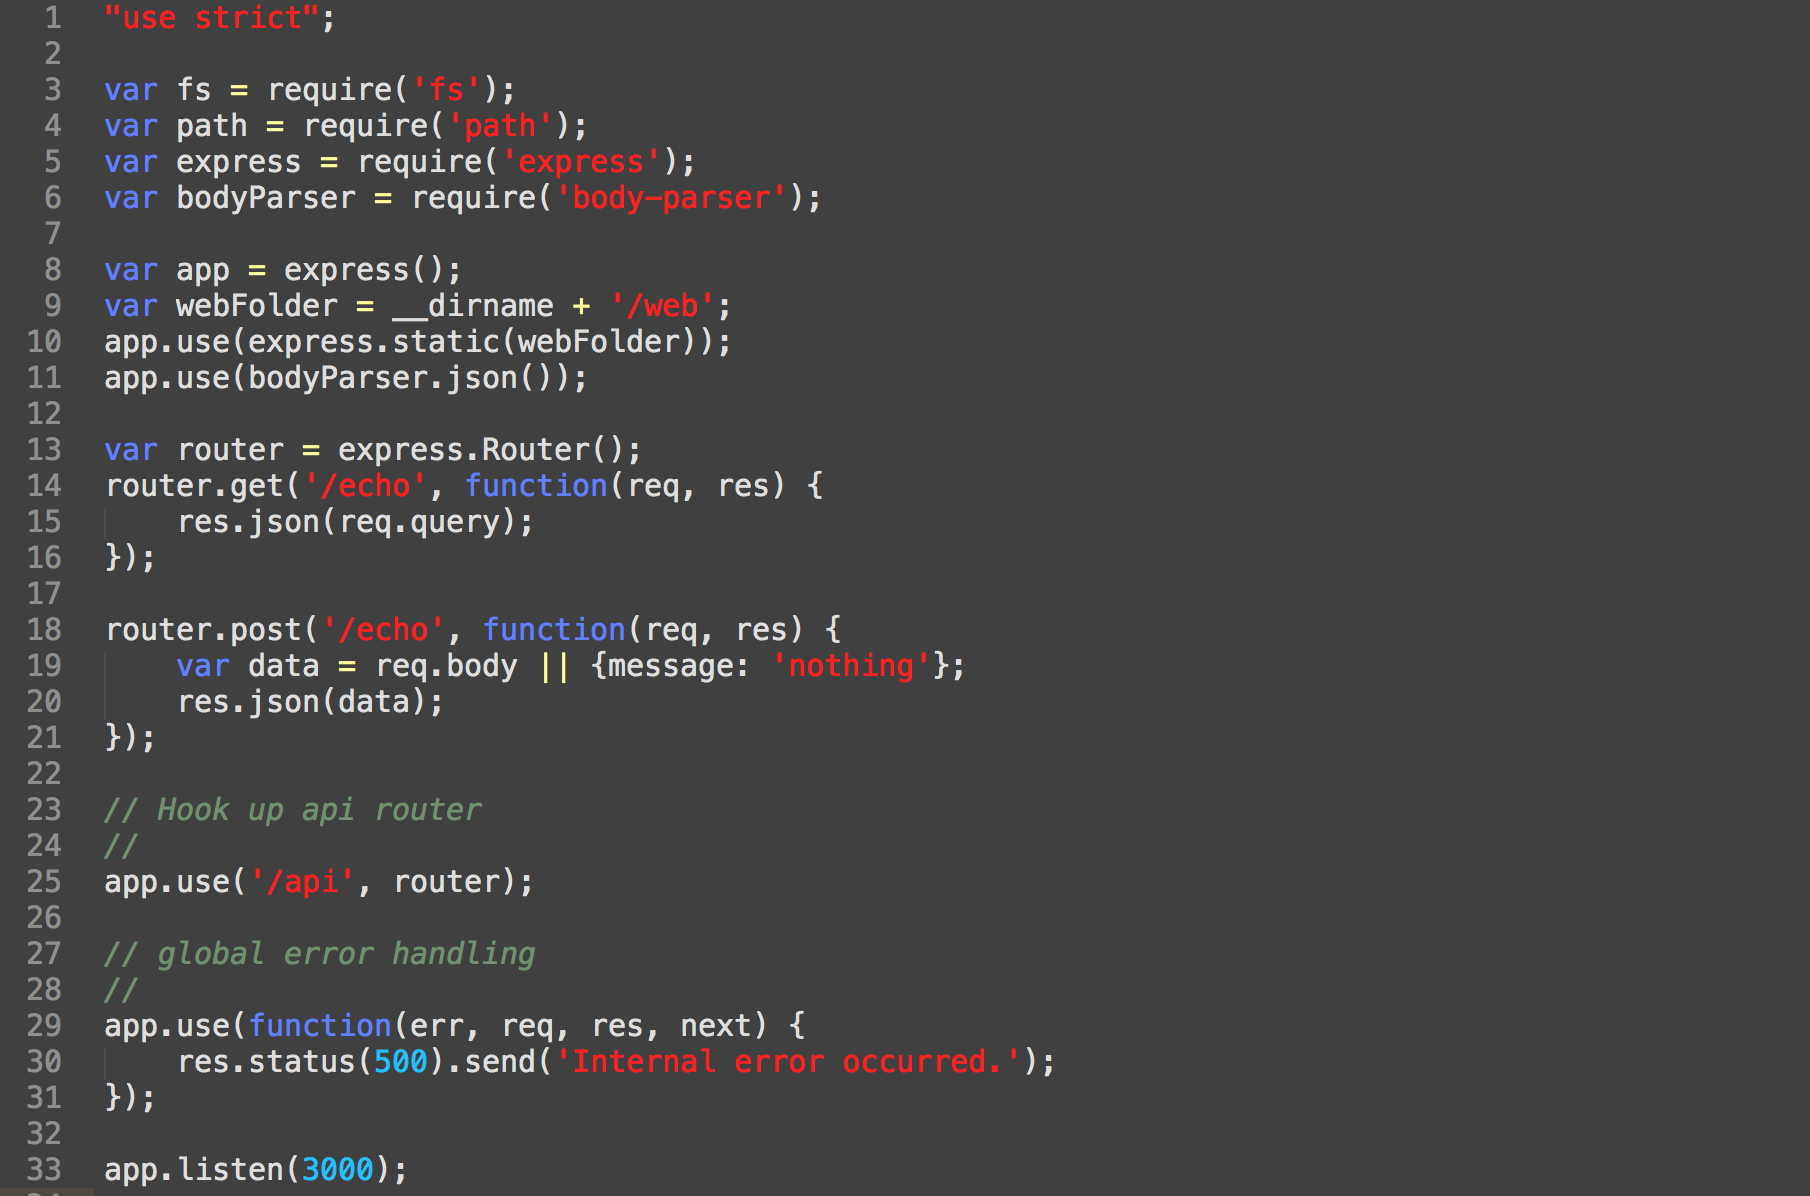 1 "use strict";
2
3 var fs = require('fs');
4 var path = require('path');
5 var express = require('express');
6 var bodyParser = require('body-parser');
7
8 var app = express();
9 var webFolder = __dirname + '/web';
10 app.use(express.static(webFolder));
11 app.use(bodyParser.json());
12
13 var router = express.Router();
14 router.get('/echo', function(req, res) {
15     res.json(req.query);
16 });
17
18 router.post('/echo', function(req, res) {
19     var data = req.body || {message: 'nothing'};
20     res.json(data);
21 });
22
23 // Hook up api router
24 //
25 app.use('/api', router);
26
27 // global error handling
28 //
29 app.use(function(err, req, res, next) {
30     res.status(500).send('Internal error occurred.');
31 });
32
33 app.listen(3000);